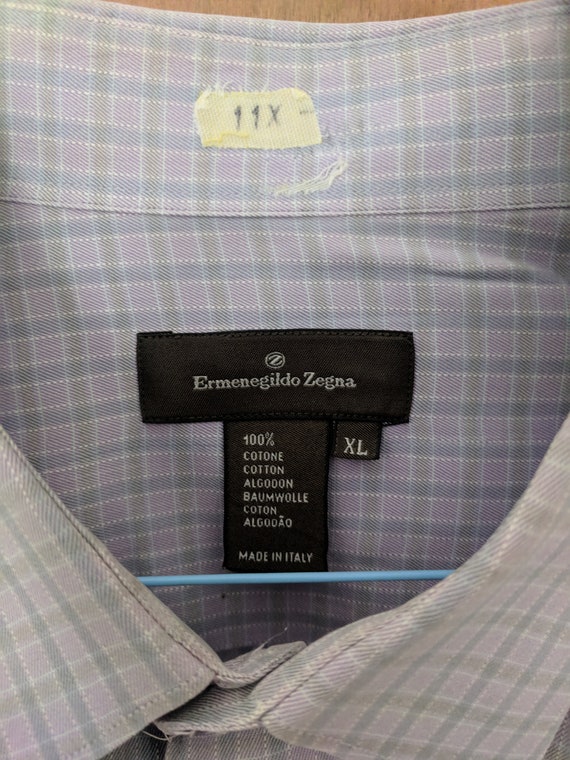 11X -
Ermenegildo Zegna
XL
100%
COTONE
COTTON
ALGODON
BAUMWOLLE
COTON
ALGODÃO
MADE IN ITALY